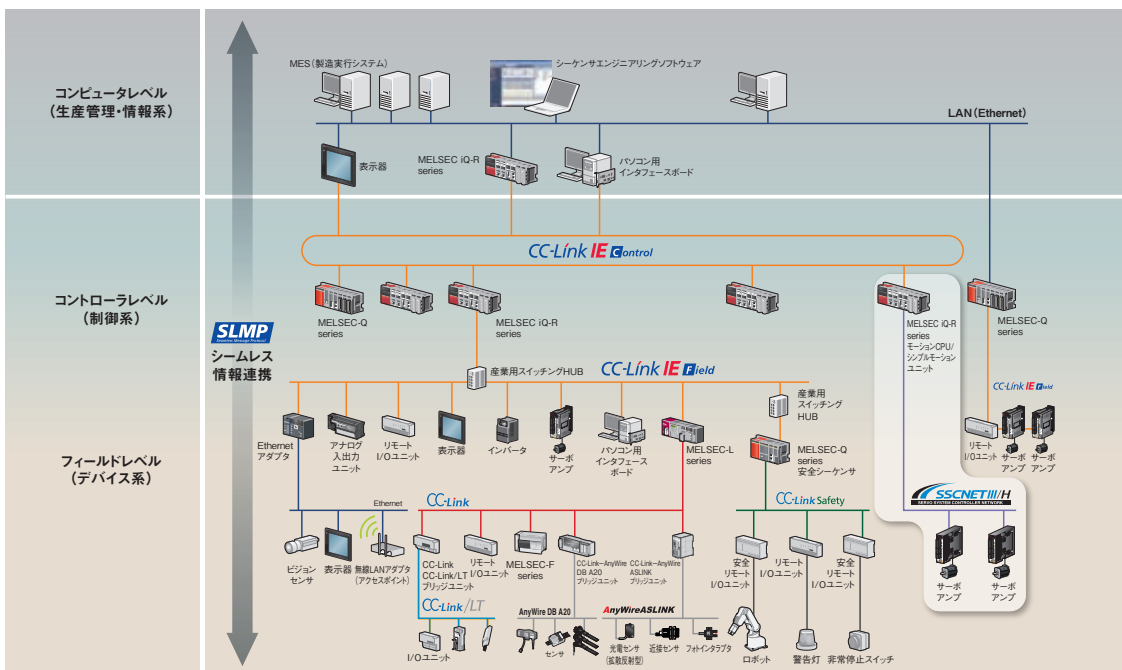 コンピュータレベル
(生産管理・情報系)
MES(製造実行システム)
シーケンサエンジニアリングソフトウェア
LAN(Ethernet)
表示器
MELSEC iQ-R
series
パソコン用
インタフェースボード
コントローラレベル
(制御系)
CC-Link IE Control
MELSEC-Q
series
MELSEC iQ-R
series
MELSEC iQ-R
series
モーションCPU/
シンプルモーション
ユニット
MELSEC-Q
series
SLMP
Seamless Message Protocol
シームレス
情報連携
産業用スイッチングHUB
CC-Link IE Field
CC-Link IE Field
フィールドレベル
(デバイス系)
Ethernet
アダプタ
アナログ
入出力
ユニット
リモート
I/Oユニット
表示器
インバータ
サーボ
アンプ
パソコン用
インタフェース
ボード
MELSEC-L
series
産業用
スイッチング
HUB
MELSEC-Q
series
安全シーケンサ
リモート
I/Oユニット
サーボ
アンプ
サーボ
アンプ
Ethernet
CC-Link
CC-Link Safety
SSCNETIII/H
SERVO SYSTEM CONTROLLER NETWORK
ビジョン
センサ
表示器
無線LANアダプタ
(アクセスポイント)
CC-Link
CC-Link/LT
ブリッジユニット
リモート
I/Oユニット
MELSEC-F
series
CC-Link−AnyWire
DB A20
ブリッジユニット
CC-Link−AnyWire
ASLINK
ブリッジユニット
安全
リモート
I/Oユニット
リモート
I/Oユニット
安全
リモート
I/Oユニット
サーボ
アンプ
サーボ
アンプ
CC-Link/LT
AnyWire DB A20
AnyWireASLINK
I/Oユニット
センサ
光電センサ
(拡散反射型)
近接センサ
フォトインタラプタ
ロボット
警告灯
非常停止スイッチ